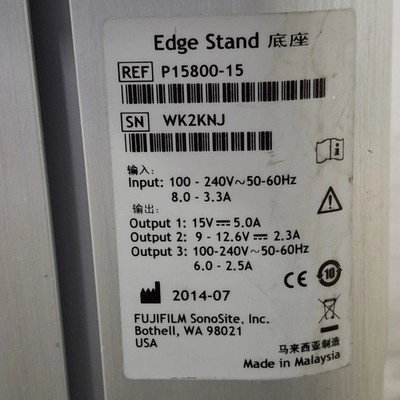 Edge Stand 底座
REF P15800-15
SN WK2KNJ
输入:
Input: 100 - 240V～50-60Hz
8.0 - 3.3A
输出:
Output 1: 15V⎓5.0A
Output 2: 9 - 12.6V⎓2.3A
Output 3: 100-240V～50-60Hz
6.0 - 2.5A
CE 10
2014-07
FUJIFILM SonoSite, Inc.
Bothell, WA 98021
USA
马来西亚制造
Made in Malaysia